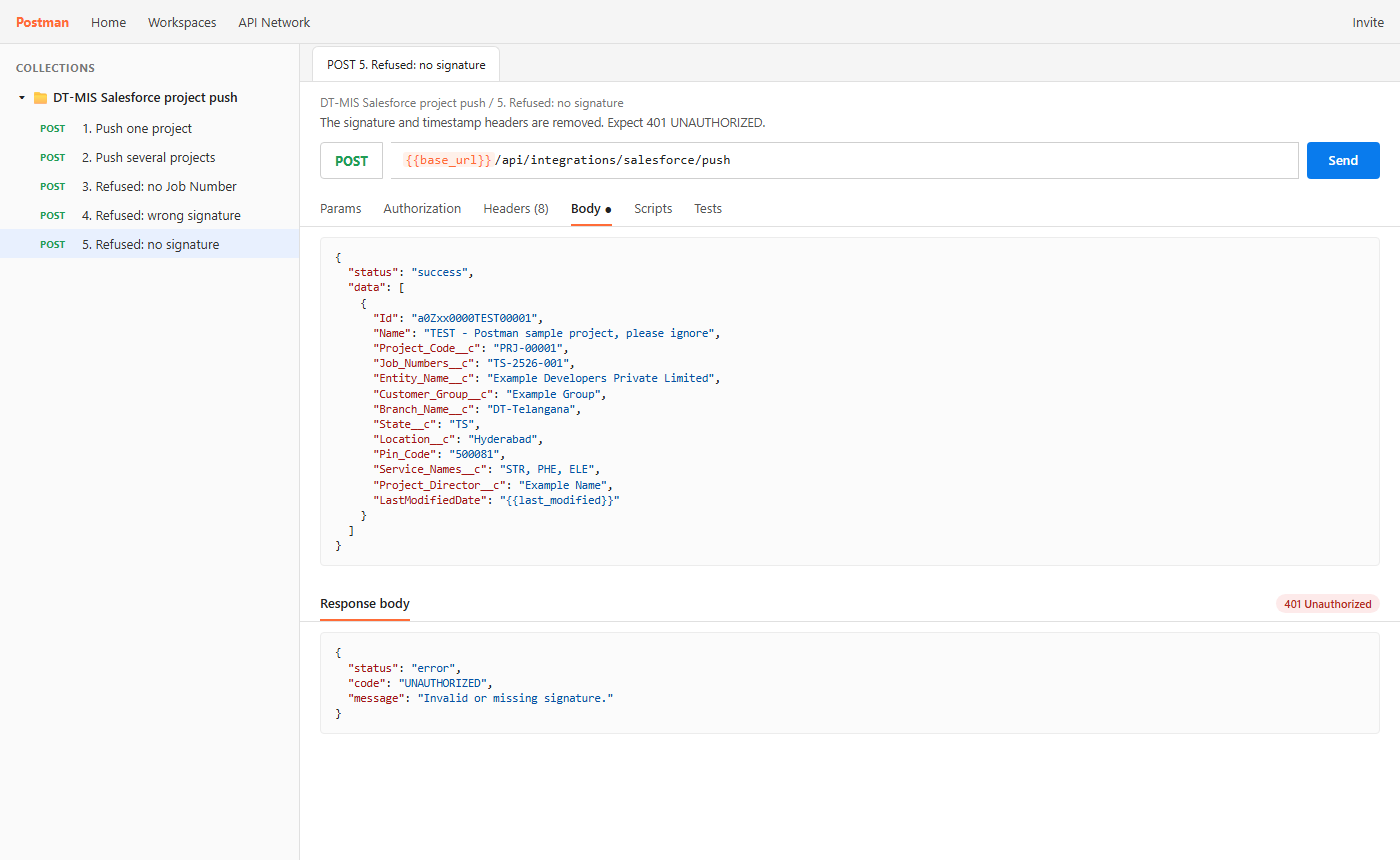 Postman Home Workspaces API Network Invite
COLLECTIONS
DT-MIS Salesforce project push
POST 1. Push one project
POST 2. Push several projects
POST 3. Refused: no Job Number
POST 4. Refused: wrong signature
POST 5. Refused: no signature
POST 5. Refused: no signature
DT-MIS Salesforce project push / 5. Refused: no signature
The signature and timestamp headers are removed. Expect 401 UNAUTHORIZED.
POST {{base_url}}/api/integrations/salesforce/push Send
Params Authorization Headers (8) Body ● Scripts Tests
{
  "status": "success",
  "data": [
    {
      "Id": "a0Zxx0000TEST00001",
      "Name": "TEST - Postman sample project, please ignore",
      "Project_Code__c": "PRJ-00001",
      "Job_Numbers__c": "TS-2526-001",
      "Entity_Name__c": "Example Developers Private Limited",
      "Customer_Group__c": "Example Group",
      "Branch_Name__c": "DT-Telangana",
      "State__c": "TS",
      "Location__c": "Hyderabad",
      "Pin_Code": "500081",
      "Service_Names__c": "STR, PHE, ELE",
      "Project_Director__c": "Example Name",
      "LastModifiedDate": "{{last_modified}}"
    }
  ]
}
Response body 401 Unauthorized
{
  "status": "error",
  "code": "UNAUTHORIZED",
  "message": "Invalid or missing signature."
}